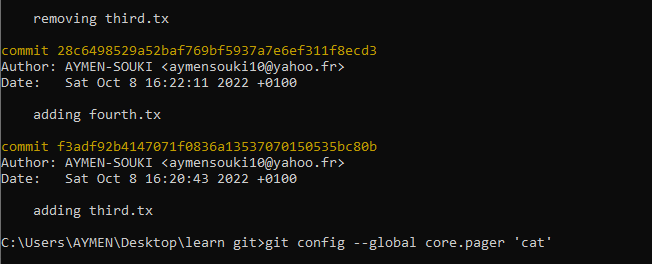 removing third.tx
commit 28c6498529a52baf769bf5937a7e6ef311f8ecd3
Author: AYMEN-SOUKI <aymensouki10@yahoo.fr>
Date:   Sat Oct 8 16:22:11 2022 +0100
adding fourth.tx
commit f3adf92b4147071f0836a13537070150535bc80b
Author: AYMEN-SOUKI <aymensouki10@yahoo.fr>
Date:   Sat Oct 8 16:20:43 2022 +0100
adding third.tx
C:\Users\AYMEN\Desktop\learn git>git config --global core.pager 'cat'